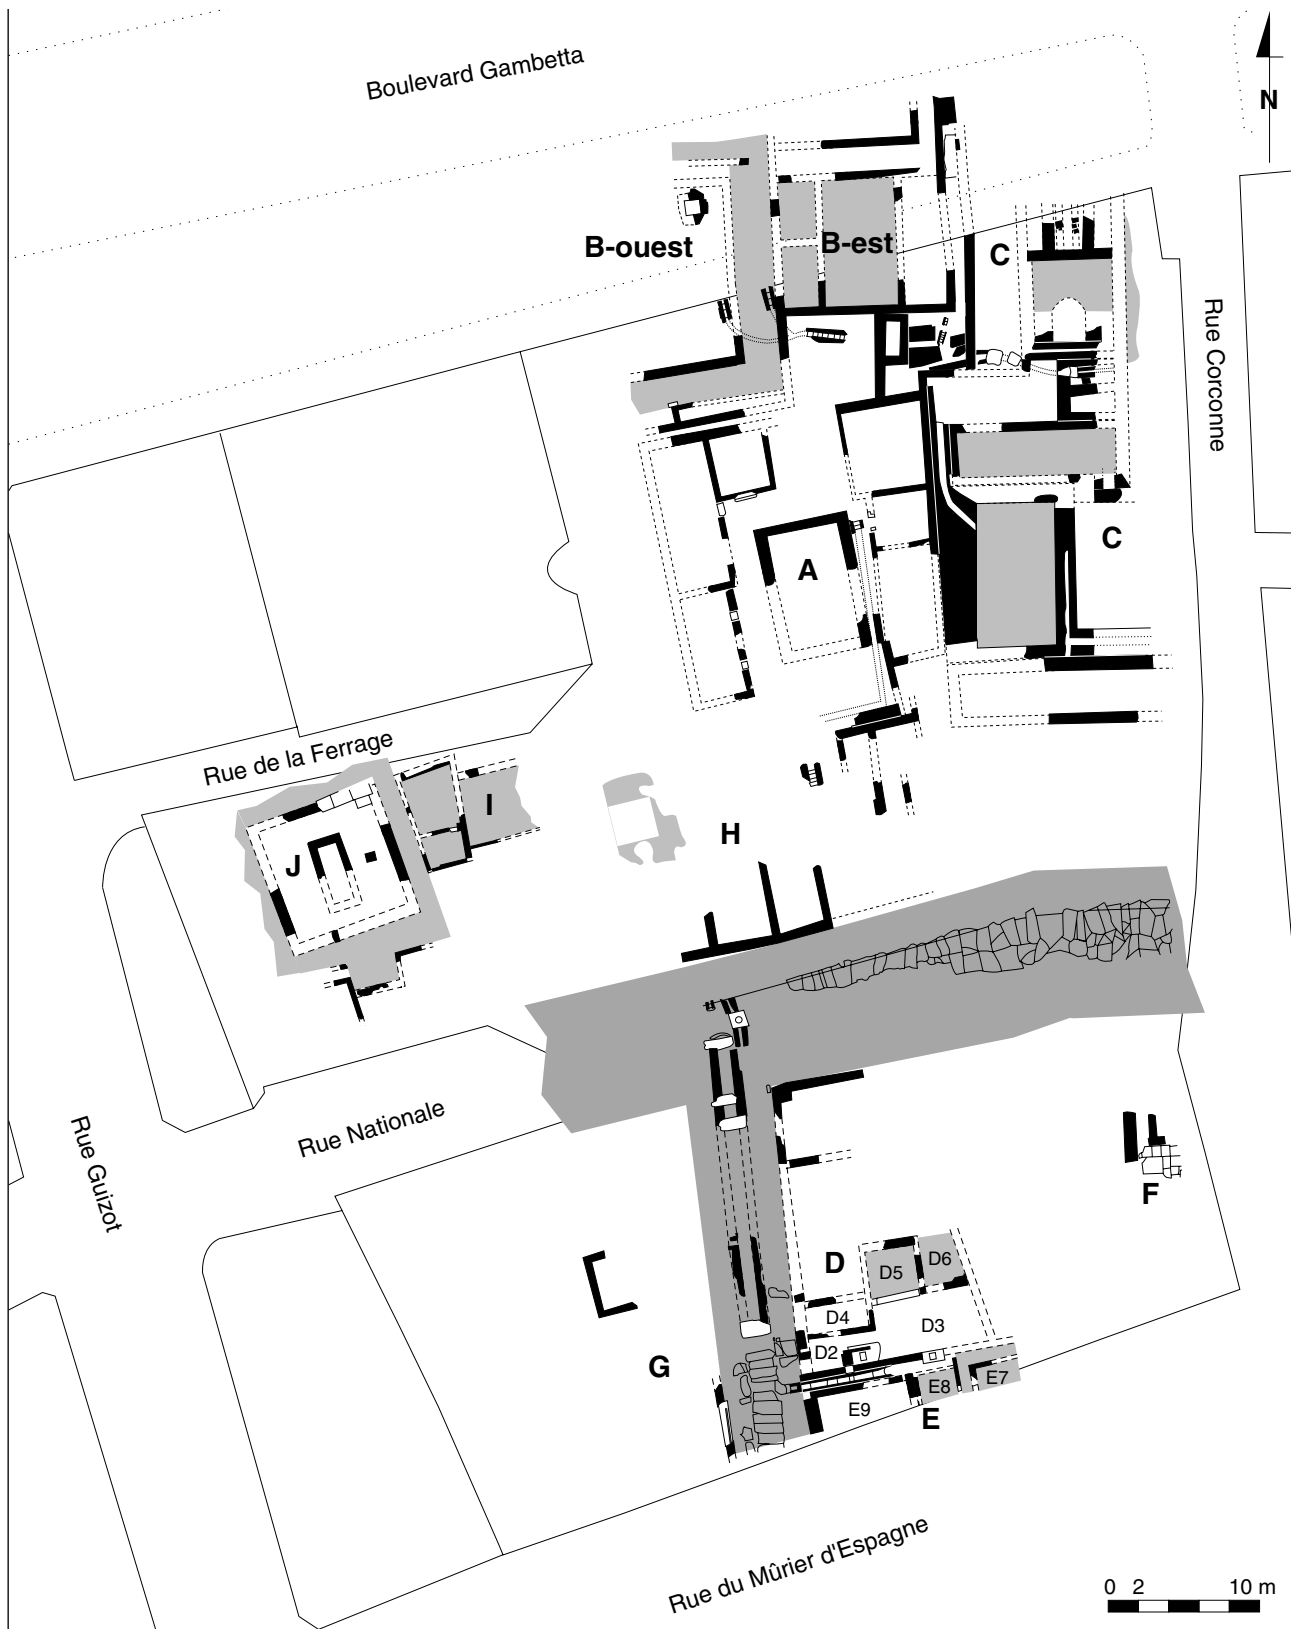 Boulevard Gambetta
N
B-ouest
B-est
C
Rue Corconne
C
A
Rue de la Ferrage
I
H
J
Rue Nationale
Rue Guizot
F
D
D5
D6
D4
D3
D2
G
E8
E7
E9
E
Rue du Mûrier d'Espagne
0 2 10 m